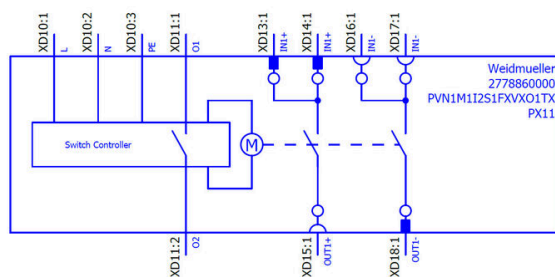 XD10:1
L
XD10:2
N
XD10:3
PE
XD11:1
O1
XD13:1
IN1+
XD14:1
IN1+
XD16:1
IN1-
XD17:1
IN1-
Weidmueller
2778860000
PVN1M1I2S1FXVXO1TX
PX11
Switch Controller
M
XD11:2
O2
XD15:1
OUT1+
XD18:1
OUT1-